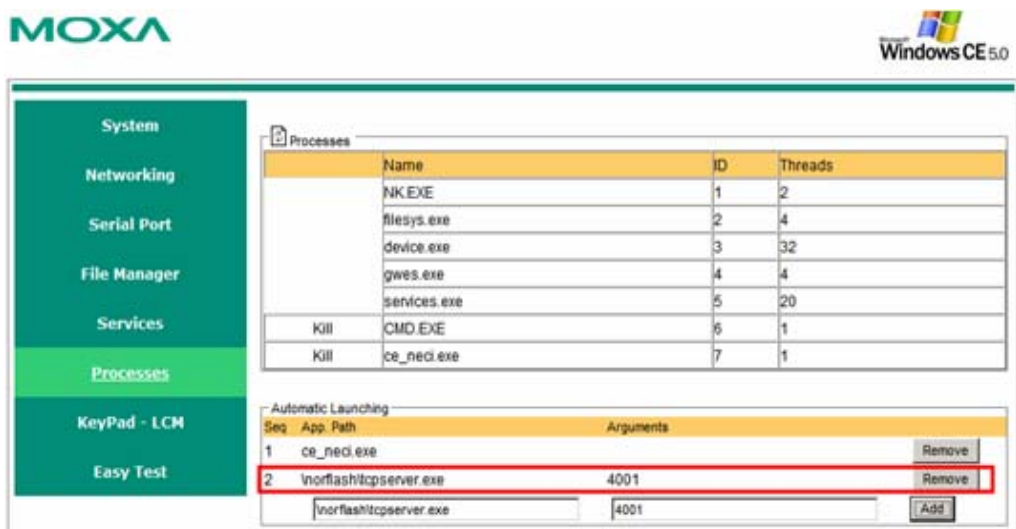 MOXA
Microsoft
Windows CE 5.0
System
Networking
Serial Port
File Manager
Services
Processes
KeyPad - LCM
Easy Test
Processes
Name ID Threads
NK.EXE 1 2
filesys.exe 2 4
device.exe 3 32
gwes.exe 4 4
services.exe 5 20
Kill CMD.EXE 6 1
Kill ce_neci.exe 7 1
Automatic Launching
Seq App. Path Arguments
1 ce_neci.exe Remove
2 \norflash\tcpserver.exe 4001 Remove
\norflash\tcpserver.exe 4001 Add